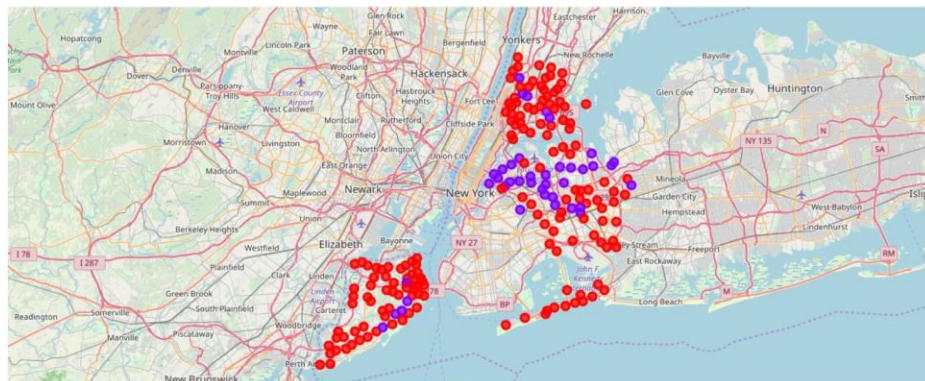 Harrison
Glen Rock
Eastchester
Fair Lawn
Wayne
Hopatcong
Bergenfield
Yonkers
Montville
Lincoln Park
Paterson
New Rochelle
Bayville
Denville
Woodland
Park
Dover
Hackensack
Parsippany
Huntington
Troy Hills
Essex County
Airport
Clifton
Hasbrouck
Heights
Glen Cove
Oyster Bay
Mount Olive
West Caldwell
Fort Lee
Montclair
Rutherford
Hanover
Cliffside Park
Bloomfield
N
NY 135
Morristown
Livingston
North Arlington
SA
East Orange
Union City
Mineola
Madison
Newark
New York
Garden City
Maplewood
Summit
Hempstead
West Babylon
Union
Berkeley Heights
Lindenhurst
Elizabeth
Bayonne
NY 27
Westfield
Freeport
I 78
RM
I 287
Plainfield
Clark
Linden
John F.
East Rockaway
Linden
Airport
78
M
Long Beach
Green Brook
Carteret
BP
Somerville
South Plainfield
Readington
Woodbridge
Manville
Piscataway
Perth
New Brunswick